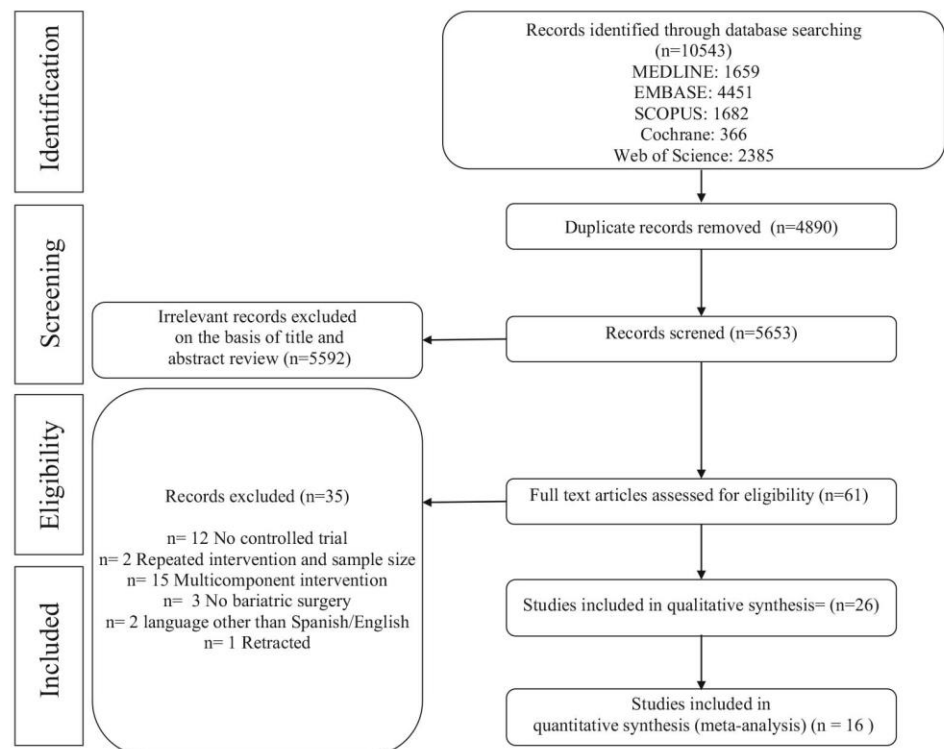 Identification
Records identified through database searching
(n=10543)
MEDLINE: 1659
EMBASE: 4451
SCOPUS: 1682
Cochrane: 366
Web of Science: 2385
Screening
Duplicate records removed (n=4890)
Irrelevant records excluded
on the basis of title and
abstract review (n=5592)
Records screned (n=5653)
Eligibility
Records excluded (n=35)
n= 12 No controlled trial
n= 2 Repeated intervention and sample size
n= 15 Multicomponent intervention
n= 3 No bariatric surgery
n= 2 language other than Spanish/English
n= 1 Retracted
Full text articles assessed for eligibility (n=61)
Included
Studies included in qualitative synthesis= (n=26)
Studies included in
quantitative synthesis (meta-analysis) (n = 16 )